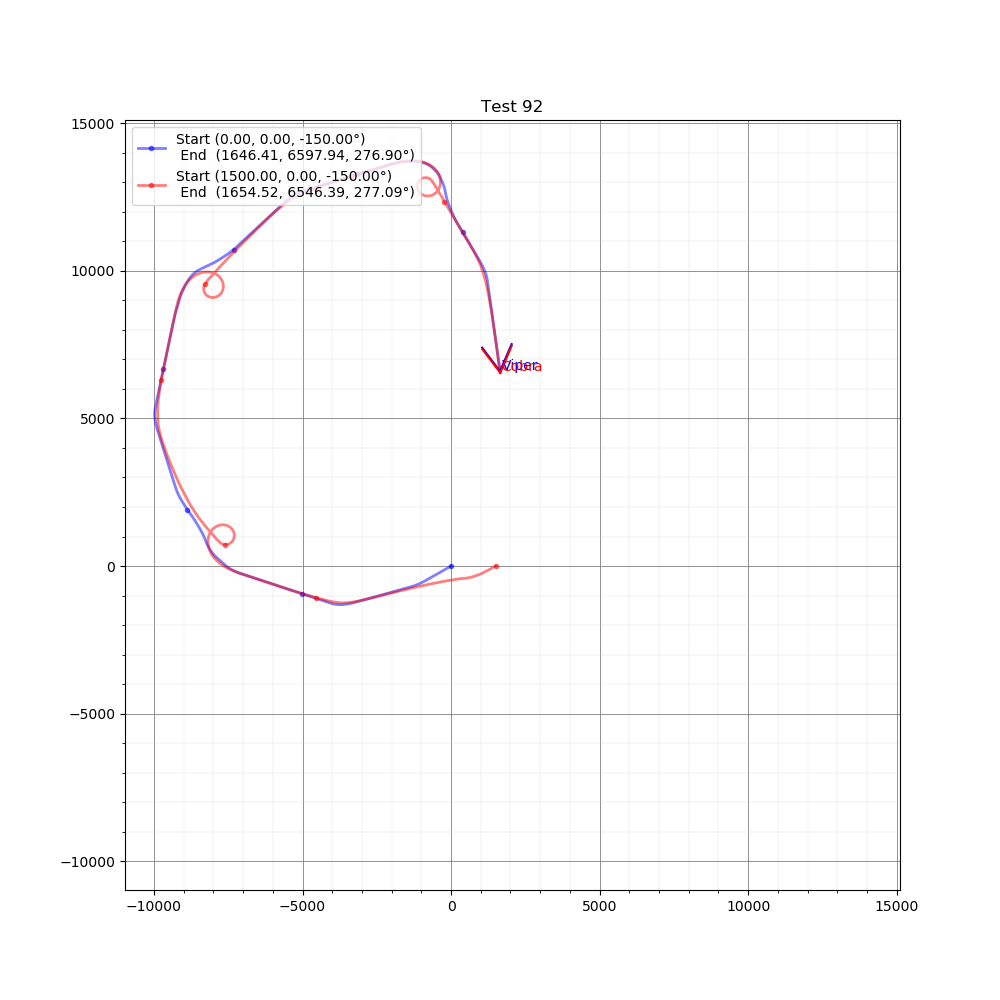 Test 92
15000
10000
5000
0
−5000
−10000
Start (0.00, 0.00, -150.00°)
End (1646.41, 6597.94, 276.90°)
Start (1500.00, 0.00, -150.00°)
End (1654.52, 6546.39, 277.09°)
Viper
Cobra
−10000 −5000 0 5000 10000 15000